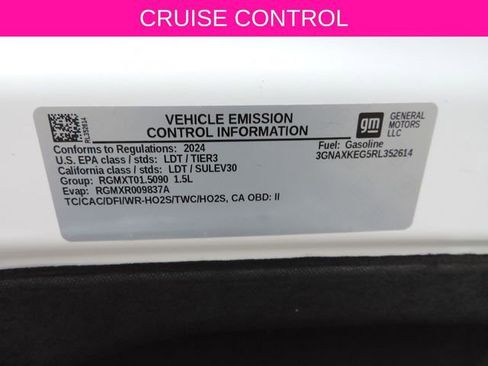 CRUISE CONTROL
RL352614
VEHICLE EMISSION
CONTROL INFORMATION
gm
GENERAL
MOTORS
LLC
Conforms to Regulations: 2024
U.S. EPA class / stds: LDT / TIER3
California class / stds: LDT / SULEV30
Group: RGMXT01.5090 1.5L
Evap: RGMXR009837A
TC/CAC/DFI/WR-HO2S/TWC/HO2S, CA OBD: II
Fuel: Gasoline
3GNAXKEG5RL352614